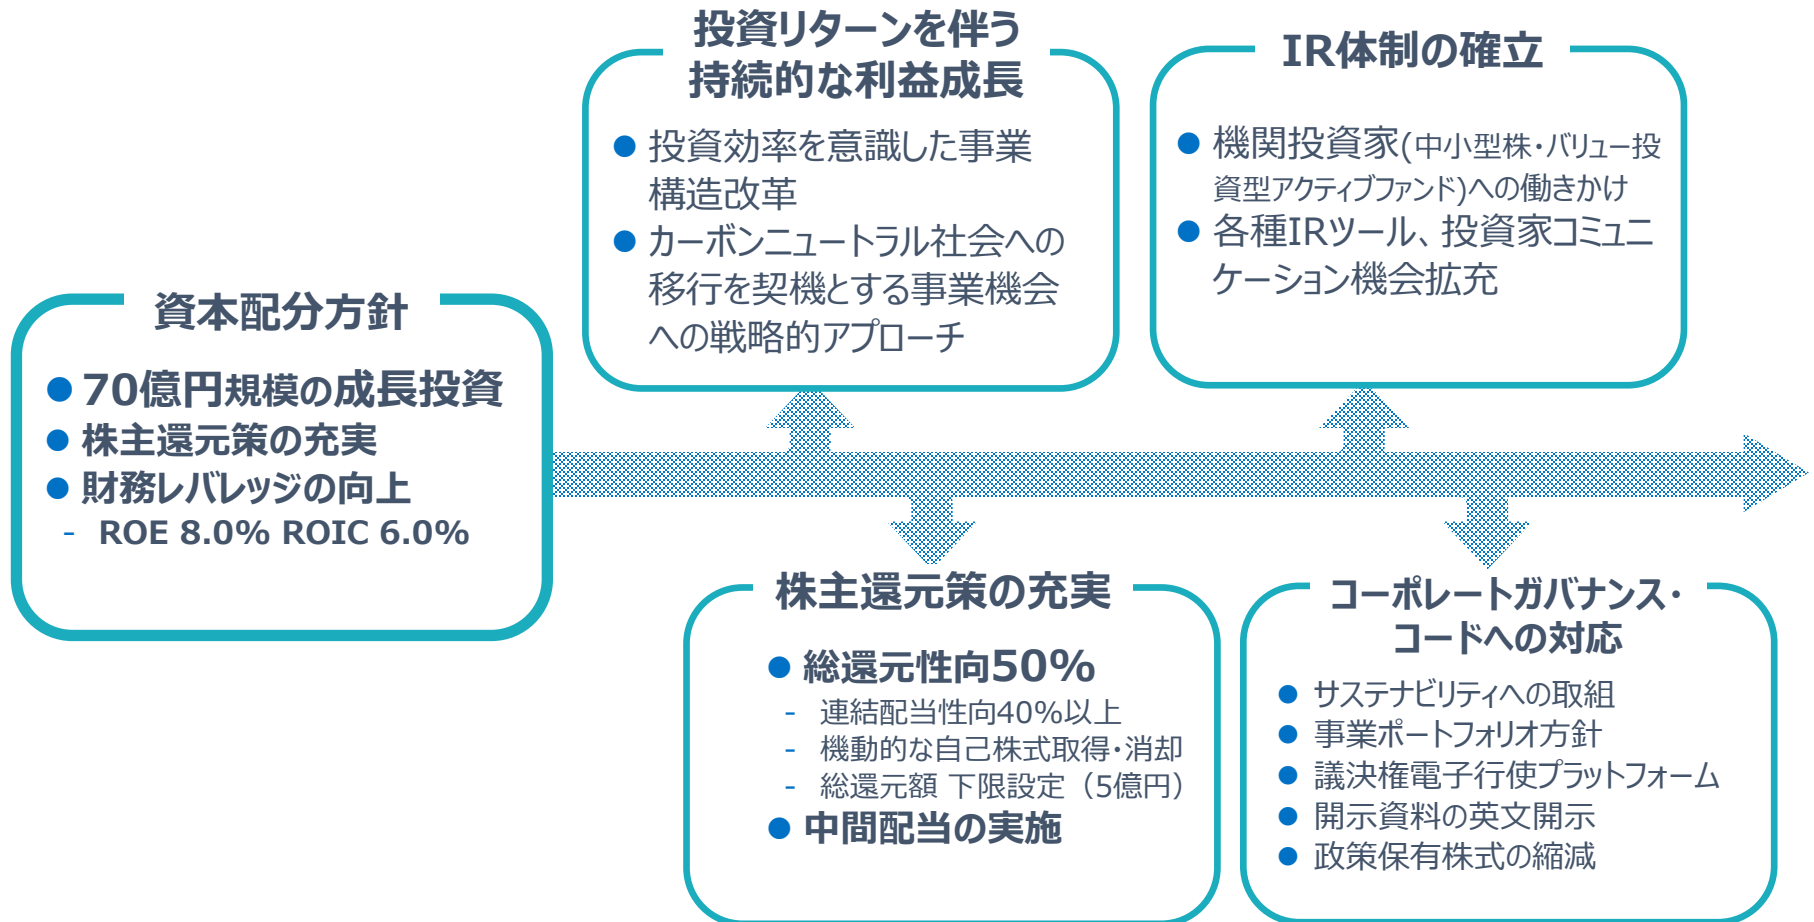 資本配分方針
● 70億円規模の成長投資
● 株主還元策の充実
● 財務レバレッジの向上
- ROE 8.0% ROIC 6.0%
投資リターンを伴う
持続的な利益成長
● 投資効率を意識した事業
構造改革
● カーボンニュートラル社会への
移行を契機とする事業機会
への戦略的アプローチ
IR体制の確立
● 機関投資家(中小型株・バリュー投
資型アクティブファンド)への働きかけ
● 各種IRツール、投資家コミュニ
ケーション機会拡充
株主還元策の充実
● 総還元性向50%
- 連結配当性向40%以上
- 機動的な自己株式取得・消却
- 総還元額 下限設定（5億円）
● 中間配当の実施
コーポレートガバナンス・
コードへの対応
● サステナビリティへの取組
● 事業ポートフォリオ方針
● 議決権電子行使プラットフォーム
● 開示資料の英文開示
● 政策保有株式の縮減